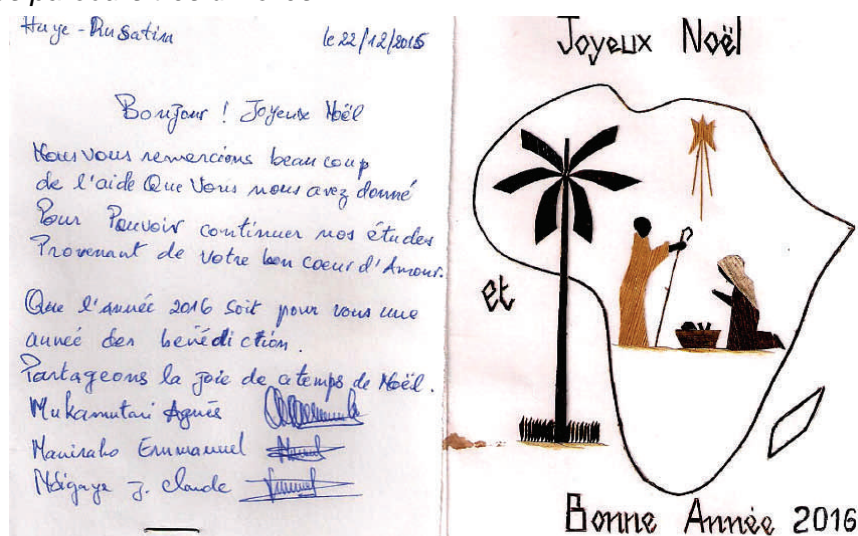 Huye - Rusatira
le 22/12/2015
Bonjour ! Joyeux Noël
Nous vous remercions beaucoup
de l'aide Que Vous nous avez donné
Pour Pouvoir continuer nos études
Provenant de votre bon coeur d'Amour.
Que l'année 2016 soit pour vous une
année des bénédiction.
Partageons la joie de ce temps de Noël.
Mukamutari Agnès
Maniraho Emmanuel
Ndigaye J. Claude
Joyeux Noël
et
Bonne Année 2016